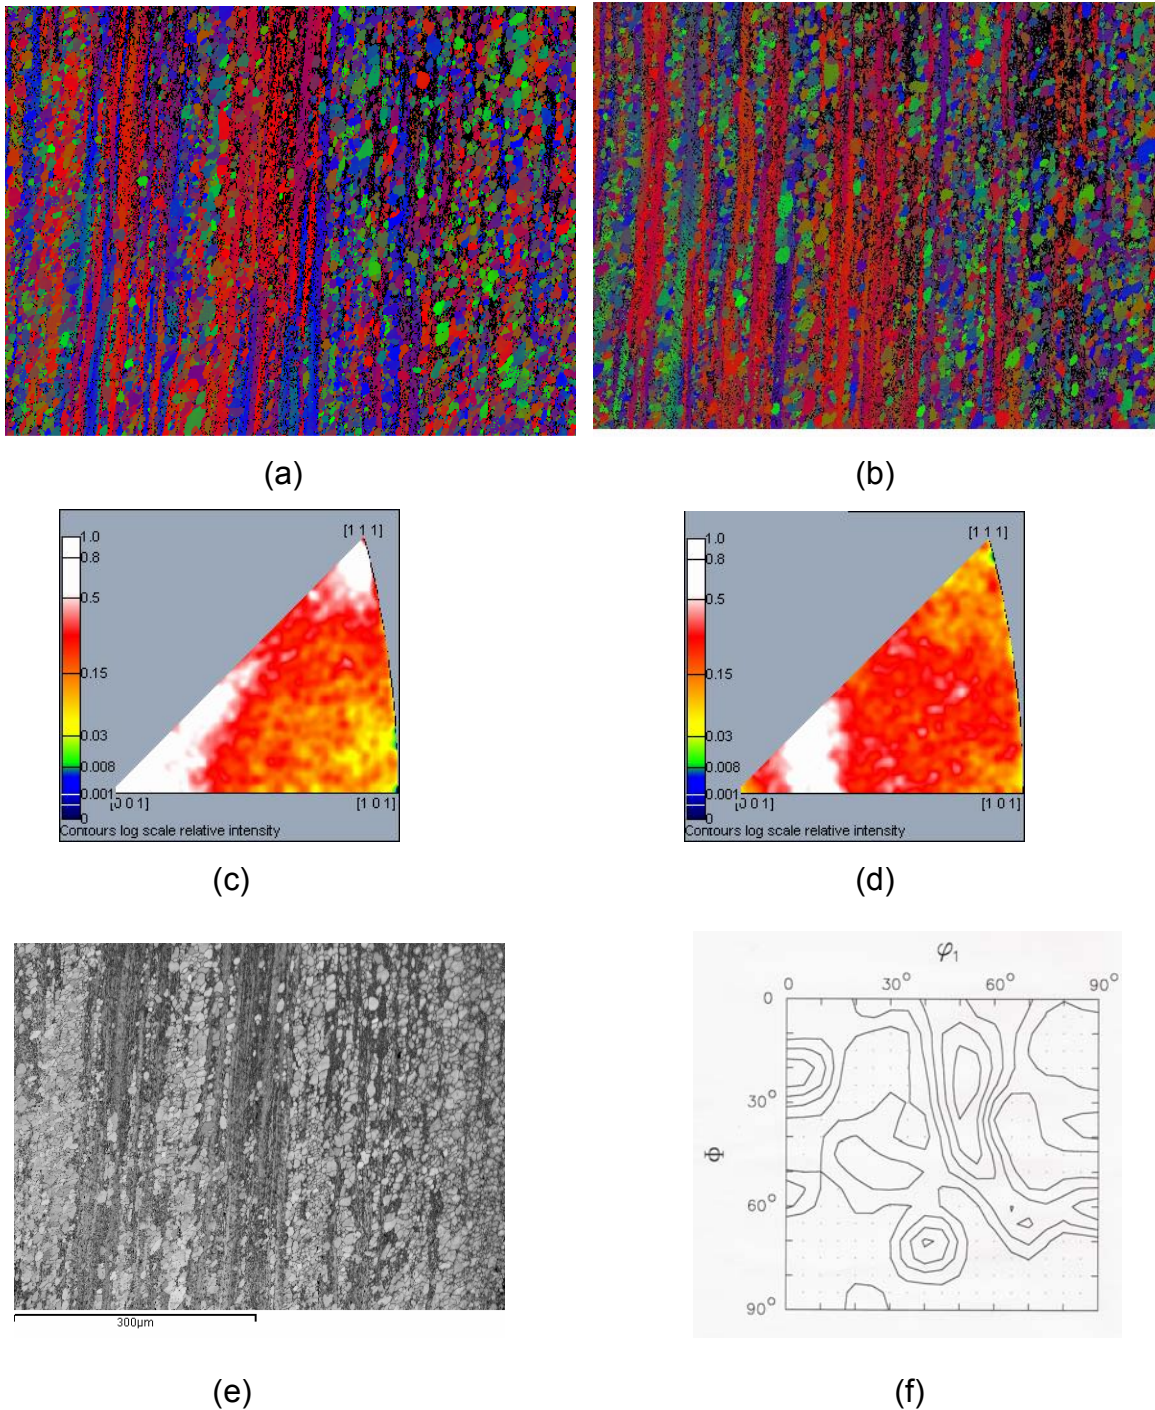 (a)
(b)
[1 1 1]
1.0
0.8
0.5
0.15
0.03
0.008
0.001
0
[0 0 1]
[1 0 1]
Contours log scale relative intensity
(c)
[1 1 1]
1.0
0.8
0.5
0.15
0.03
0.008
0.001
0
[0 0 1]
[1 0 1]
Contours log scale relative intensity
(d)
300µm
(e)
φ₁
0 30° 60° 90°
0
30°
Φ
60°
90°
(f)